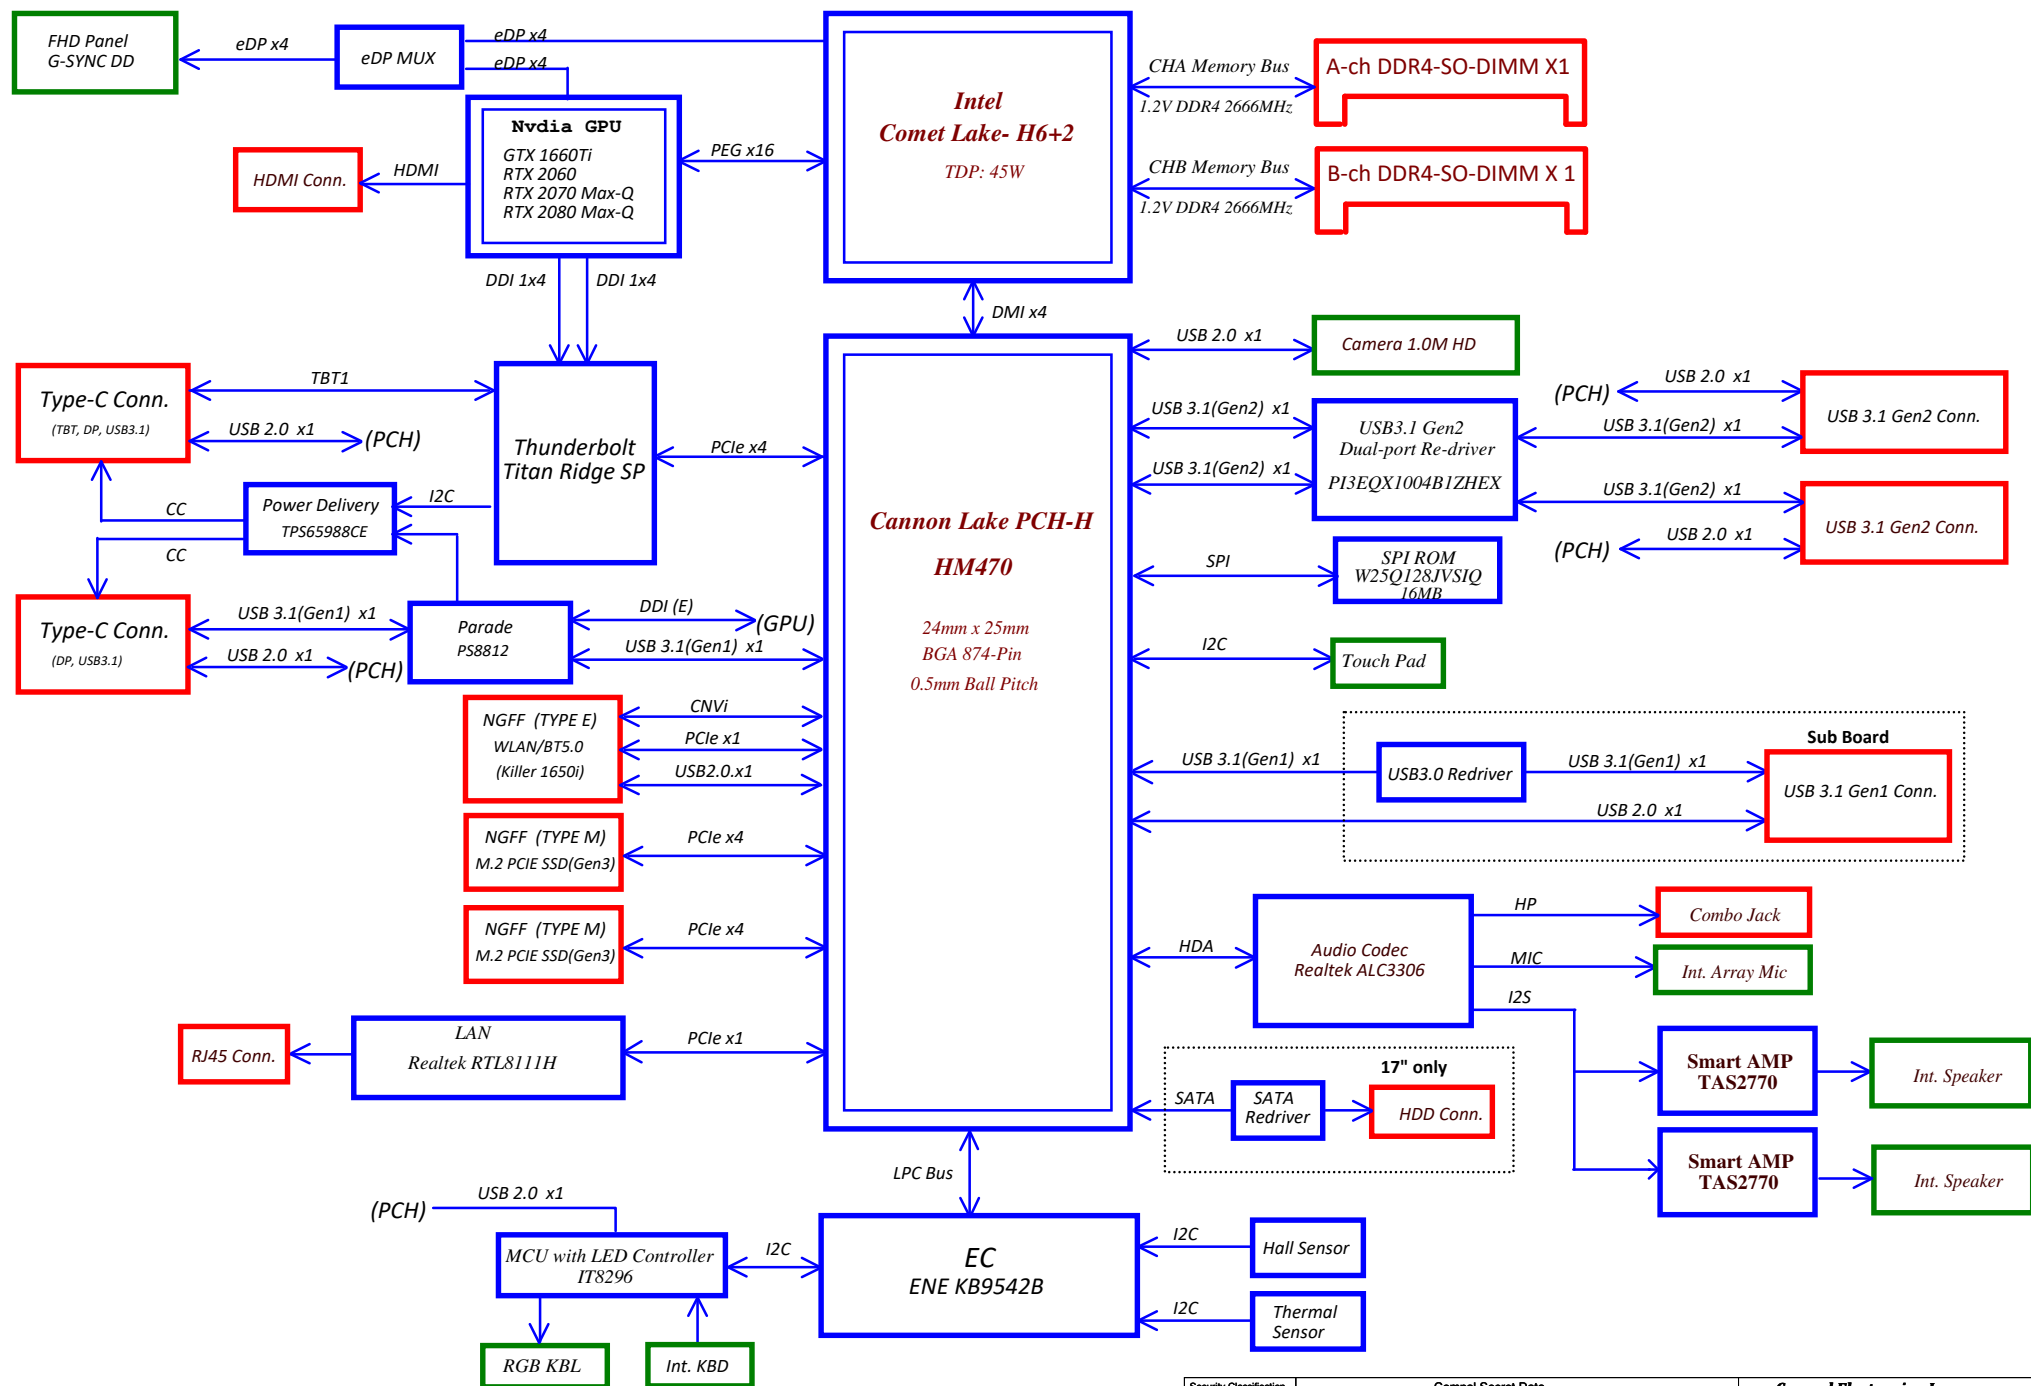 FHD Panel
G-SYNC DD
eDP x4
eDP MUX
eDP x4
eDP x4
Nvdia GPU
GTX 1660Ti
RTX 2060
RTX 2070 Max-Q
RTX 2080 Max-Q
HDMI Conn.
HDMI
PEG x16
Intel
Comet Lake- H6+2
TDP: 45W
CHA Memory Bus
1.2V DDR4 2666MHz
A-ch DDR4-SO-DIMM X1
CHB Memory Bus
1.2V DDR4 2666MHz
B-ch DDR4-SO-DIMM X 1
DDI 1x4
DDI 1x4
DMI x4
Type-C Conn.
(TBT, DP, USB3.1)
TBT1
USB 2.0 x1
(PCH)
Thunderbolt
Titan Ridge SP
PCIe x4
Power Delivery
TPS65988CE
I2C
CC
CC
Type-C Conn.
(DP, USB3.1)
USB 3.1(Gen1) x1
USB 2.0 x1
(PCH)
Parade
PS8812
DDI (E)
(GPU)
USB 3.1(Gen1) x1
NGFF (TYPE E)
WLAN/BT5.0
(Killer 1650i)
CNVi
PCIe x1
USB2.0.x1
NGFF (TYPE M)
M.2 PCIE SSD(Gen3)
PCIe x4
NGFF (TYPE M)
M.2 PCIE SSD(Gen3)
PCIe x4
RJ45 Conn.
LAN
Realtek RTL8111H
PCIe x1
Cannon Lake PCH-H
HM470
24mm x 25mm
BGA 874-Pin
0.5mm Ball Pitch
USB 2.0 x1
Camera 1.0M HD
USB 3.1(Gen2) x1
USB 3.1(Gen2) x1
USB3.1 Gen2
Dual-port Re-driver
PI3EQX1004B1ZHEX
(PCH)
USB 2.0 x1
USB 3.1(Gen2) x1
USB 3.1 Gen2 Conn.
USB 3.1(Gen2) x1
(PCH)
USB 2.0 x1
USB 3.1 Gen2 Conn.
SPI
SPI ROM
W25Q128JVSIQ
16MB
I2C
Touch Pad
Sub Board
USB 3.1(Gen1) x1
USB3.0 Redriver
USB 3.1(Gen1) x1
USB 2.0 x1
USB 3.1 Gen1 Conn.
HDA
Audio Codec
Realtek ALC3306
HP
Combo Jack
MIC
Int. Array Mic
I2S
Smart AMP
TAS2770
Int. Speaker
Smart AMP
TAS2770
Int. Speaker
17" only
SATA
SATA
Redriver
HDD Conn.
LPC Bus
(PCH)
USB 2.0 x1
MCU with LED Controller
IT8296
I2C
EC
ENE KB9542B
I2C
Hall Sensor
I2C
Thermal
Sensor
RGB KBL
Int. KBD